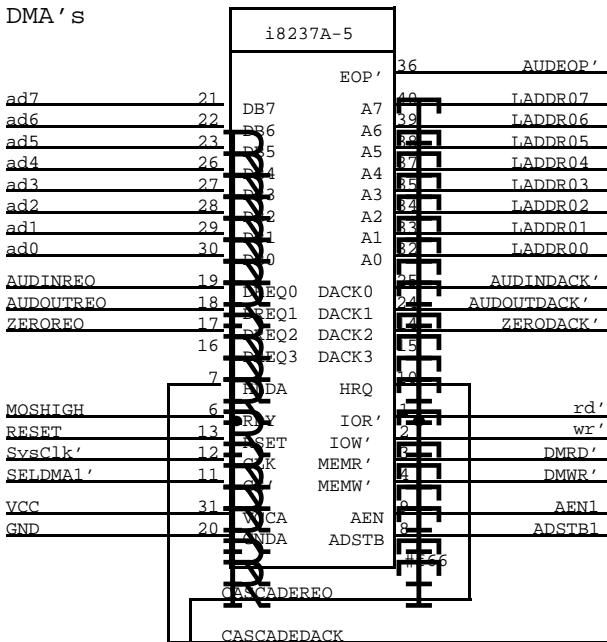 DMA's
i8237A-5
EOP' 36 AUDEOP'
ad7 21 DB7 A7 40 LADDR07
ad6 22 DB6 A6 39 LADDR06
ad5 23 DB5 A5 38 LADDR05
ad4 26 DB4 A4 37 LADDR04
ad3 27 DB3 A3 35 LADDR03
ad2 28 DB2 A2 34 LADDR02
ad1 29 DB1 A1 33 LADDR01
ad0 30 DB0 A0 32 LADDR00
AUDINREQ 19 DREQ0 DACK0 25 AUDINDACK'
AUDOUTREQ 18 DREQ1 DACK1 24 AUDOUTDACK'
ZEROREQ 17 DREQ2 DACK2 14 ZERODACK'
16 DREQ3 DACK3 15
7 HLDA HRQ 10
MOSHIGH 6 RDY IOR' 1 rd'
RESET 13 RSET IOW' 2 wr'
SysClk' 12 CLK MEMR' 3 DMRD'
SELDMA1' 11 MEMW' 4 DMWR'
VCC 31 VCCA AEN 9 AEN1
GND 20 GNDA ADSTB 8 ADSTB1
CASCADEREQ
CASCADEDACK